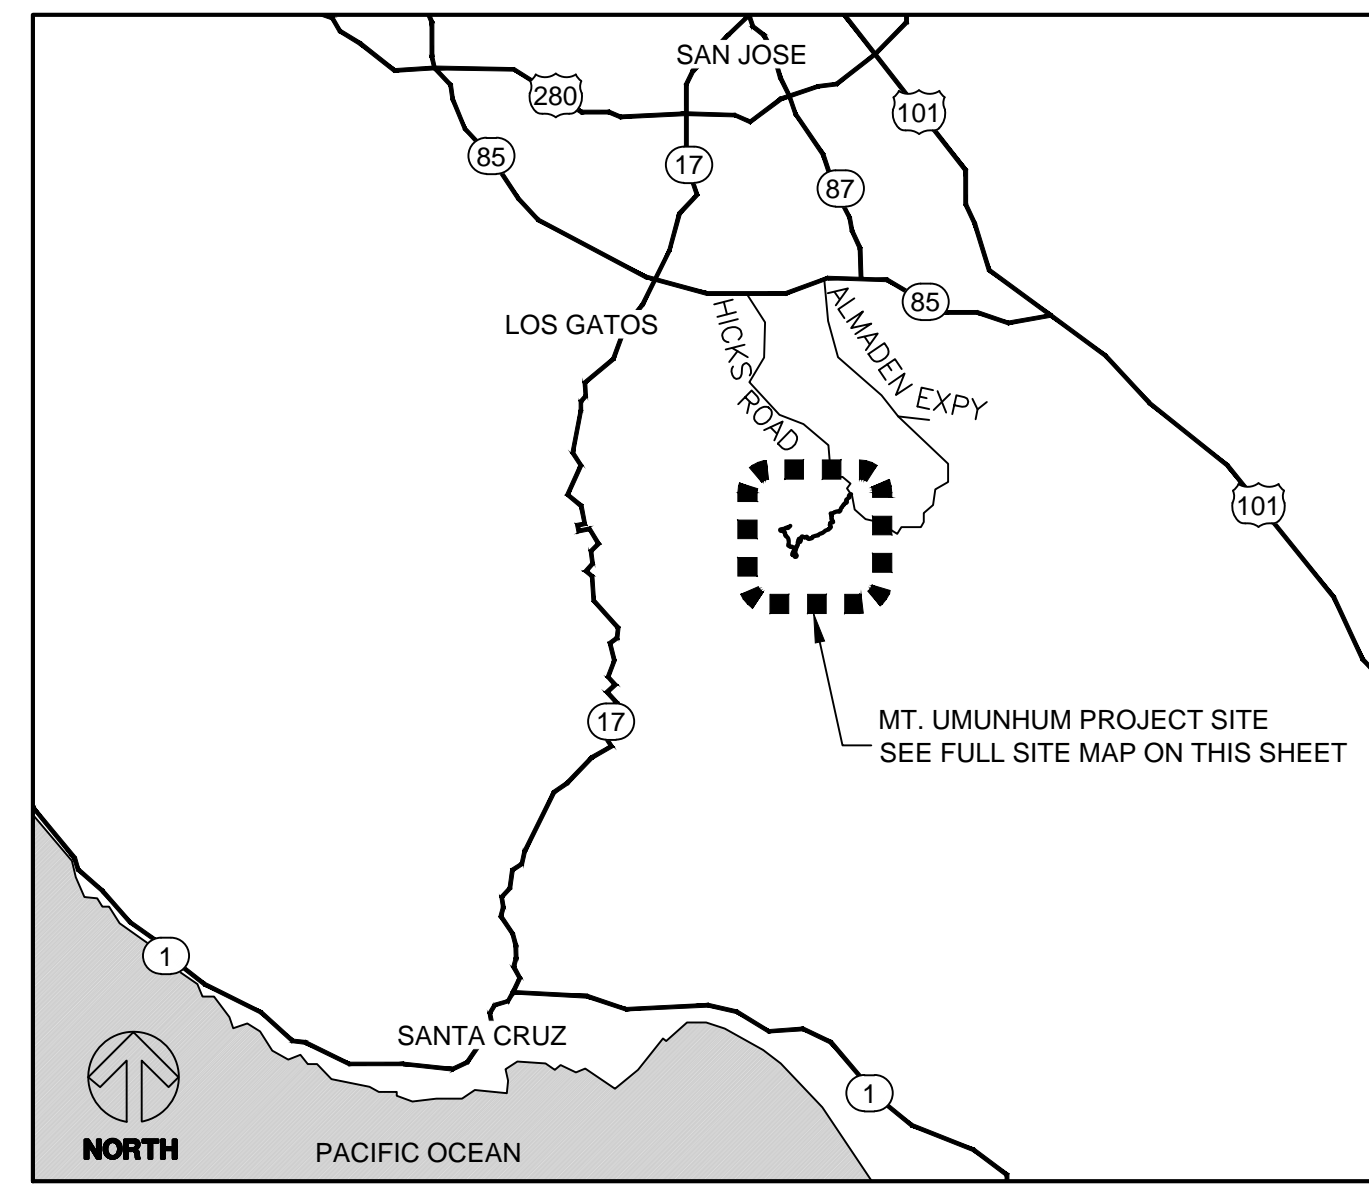 SAN JOSE
280
101
85
17
87
85
LOS GATOS
HICKS ROAD
ALMADEN EXPY
101
17
MT. UMUNHUM PROJECT SITE
SEE FULL SITE MAP ON THIS SHEET
1
SANTA CRUZ
1
NORTH
PACIFIC OCEAN